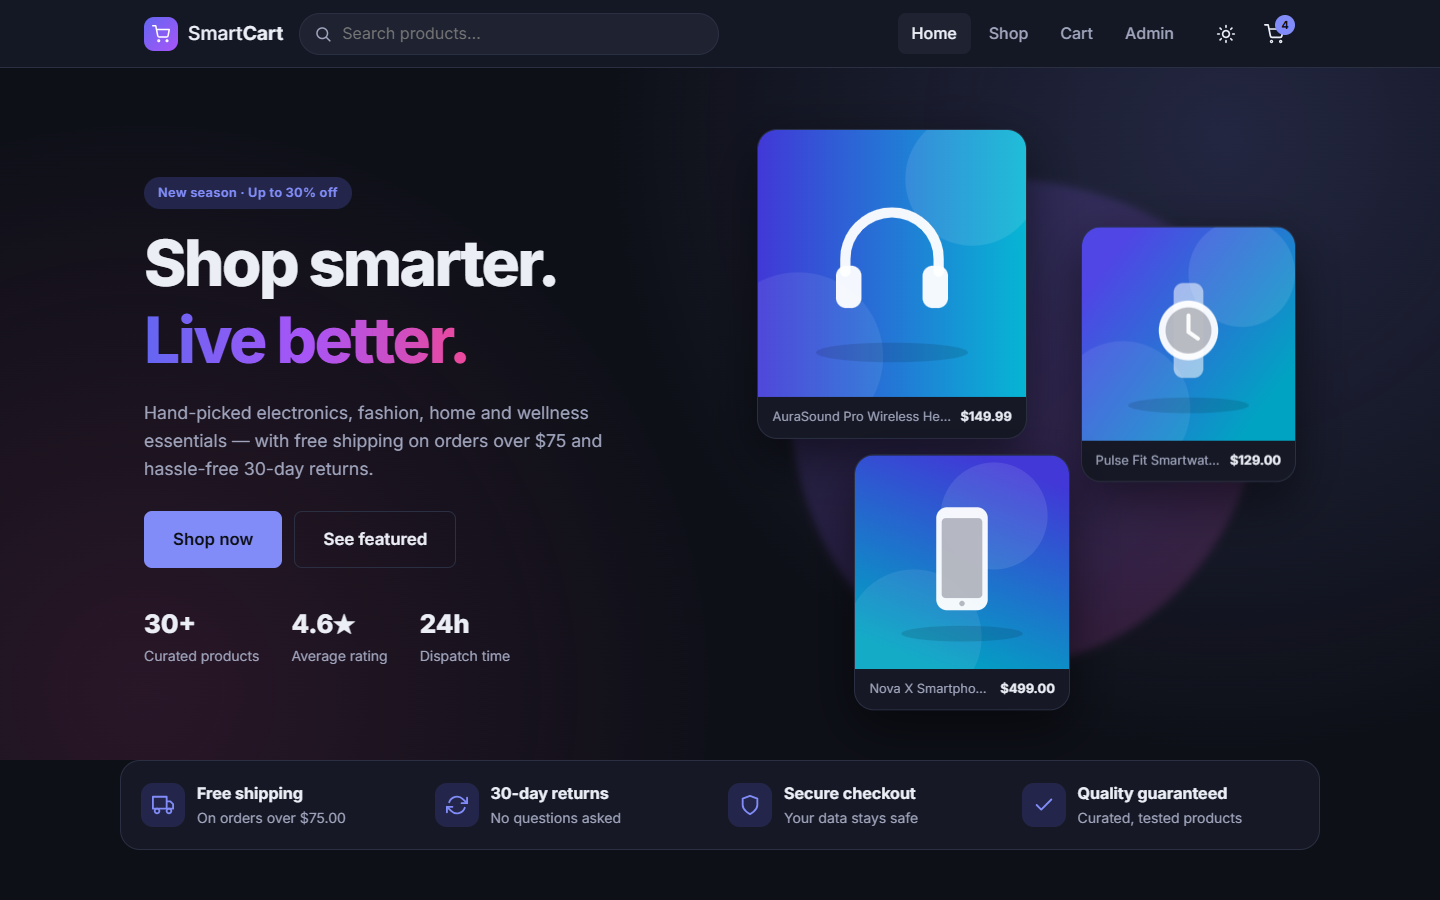 SmartCart
Search products...
Home
Shop
Cart
Admin
4
New season · Up to 30% off
Shop smarter.
Live better.
Hand-picked electronics, fashion, home and wellness
essentials — with free shipping on orders over $75 and
hassle-free 30-day returns.
Shop now
See featured
30+
Curated products
4.6★
Average rating
24h
Dispatch time
AuraSound Pro Wireless He... $149.99
Pulse Fit Smartwat... $129.00
Nova X Smartpho... $499.00
Free shipping
On orders over $75.00
30-day returns
No questions asked
Secure checkout
Your data stays safe
Quality guaranteed
Curated, tested products